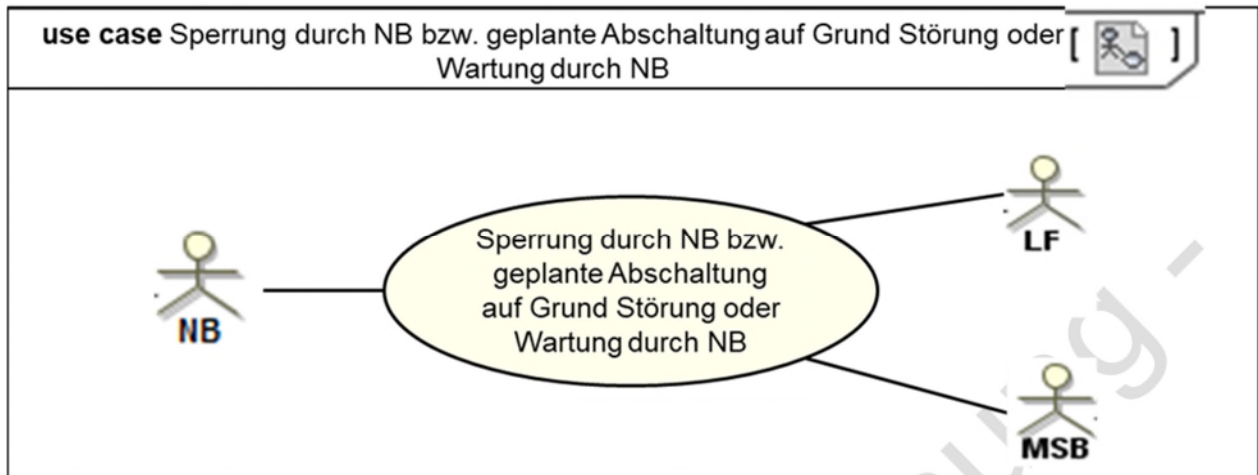 use case Sperrung durch NB bzw. geplante Abschaltung auf Grund Störung oder [ ]
Wartung durch NB
Sperrung durch NB bzw.
geplante Abschaltung
auf Grund Störung oder
Wartung durch NB
NB
LF
MSB